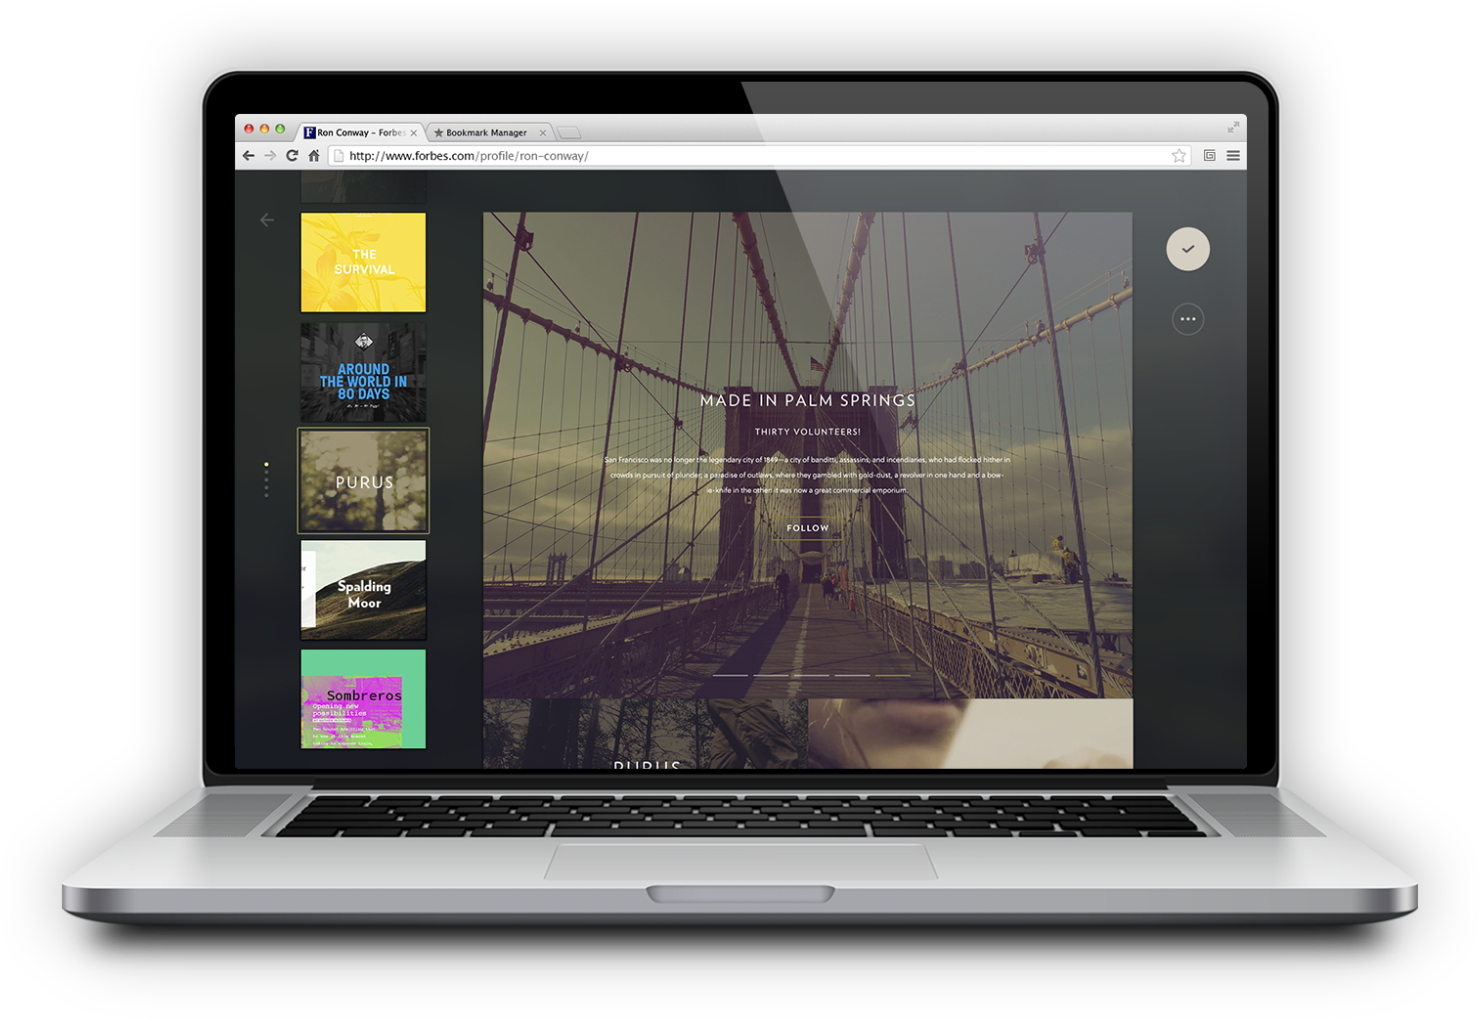 Ron Conway – Forbes
Bookmark Manager
http://www.forbes.com/profile/ron-conway/
THE
SURVIVAL
AROUND
THE WORLD IN
80 DAYS
PURUS
Spalding
Moor
Sombreros
Opening new
possibilities
MADE IN PALM SPRINGS
THIRTY VOLUNTEERS!
San Francisco was no longer the legendary city of 1849—a city of banditti, assassins, and incendiaries, who had flocked hither in
crowds in pursuit of plunder; a paradise of outlaws, where they gambled with gold-dust, a revolver in one hand and a bow-
ie-knife in the other: it was now a great commercial emporium.
FOLLOW
PURUS